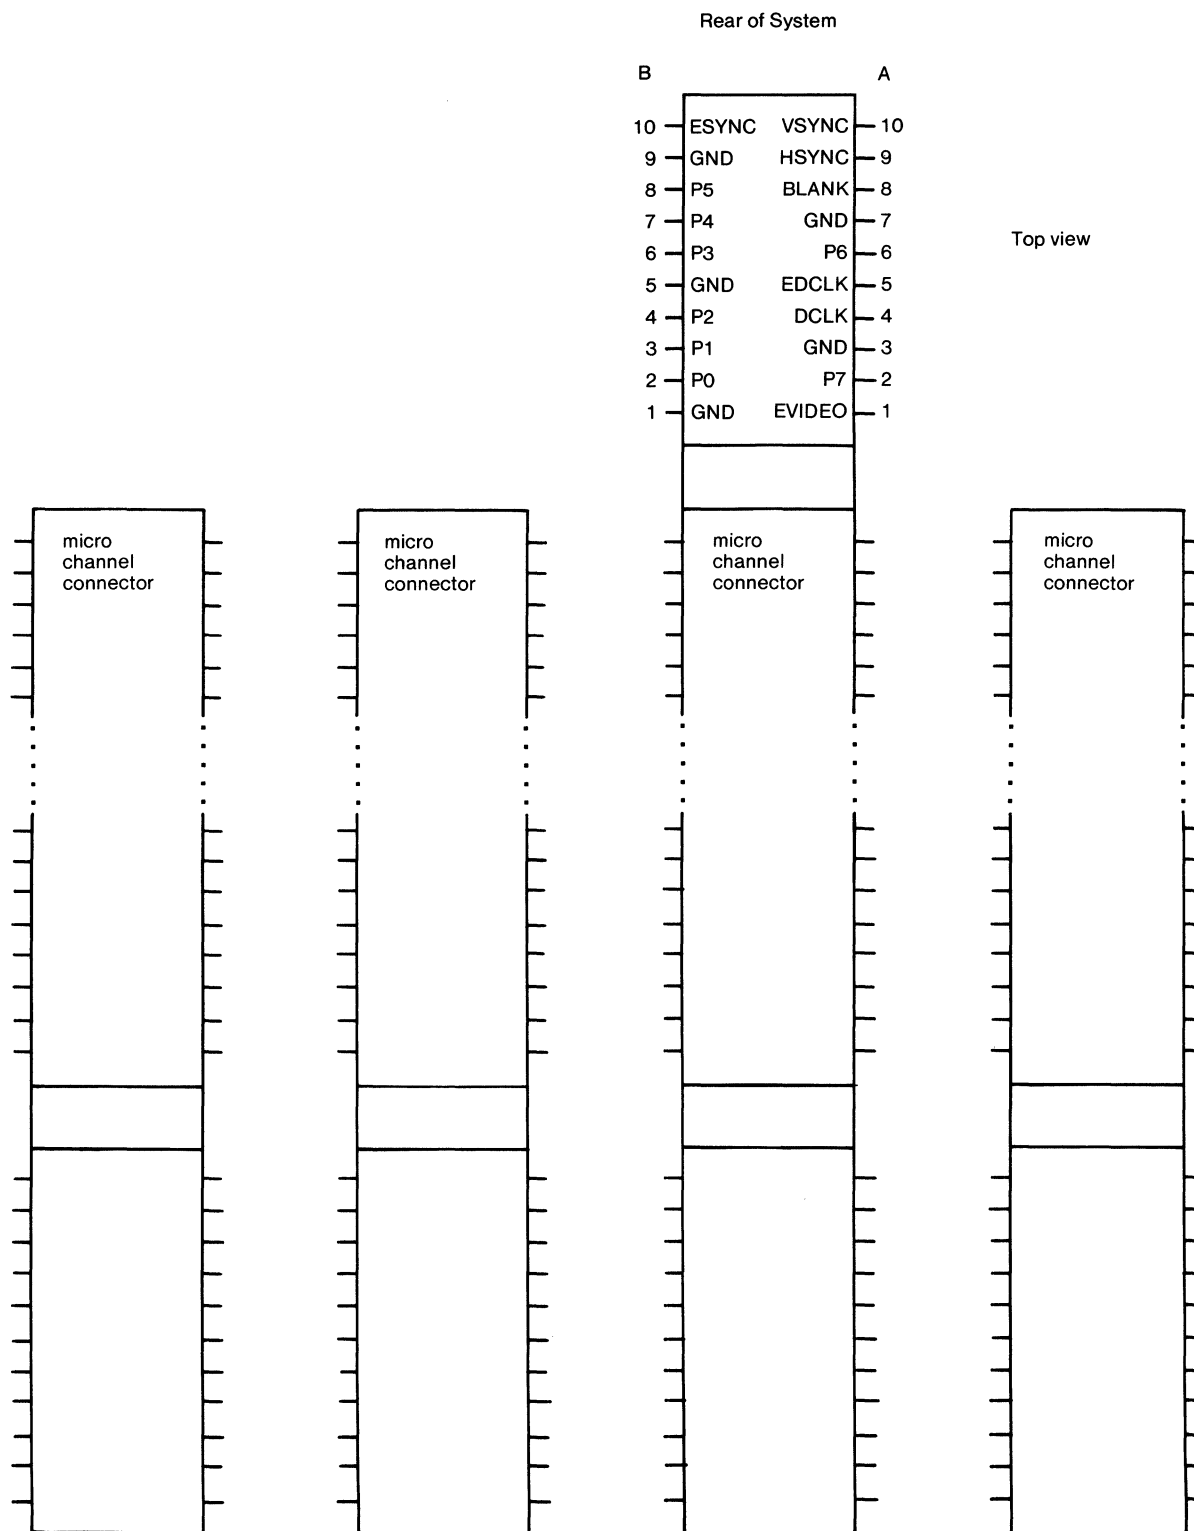 Rear of System
B A
10 ESYNC VSYNC 10
9 GND HSYNC 9
8 P5 BLANK 8
7 P4 GND 7
Top view
6 P3 P6 6
5 GND EDCLK 5
4 P2 DCLK 4
3 P1 GND 3
2 P0 P7 2
1 GND EVIDEO 1
micro
channel
connector
micro
channel
connector
micro
channel
connector
micro
channel
connector